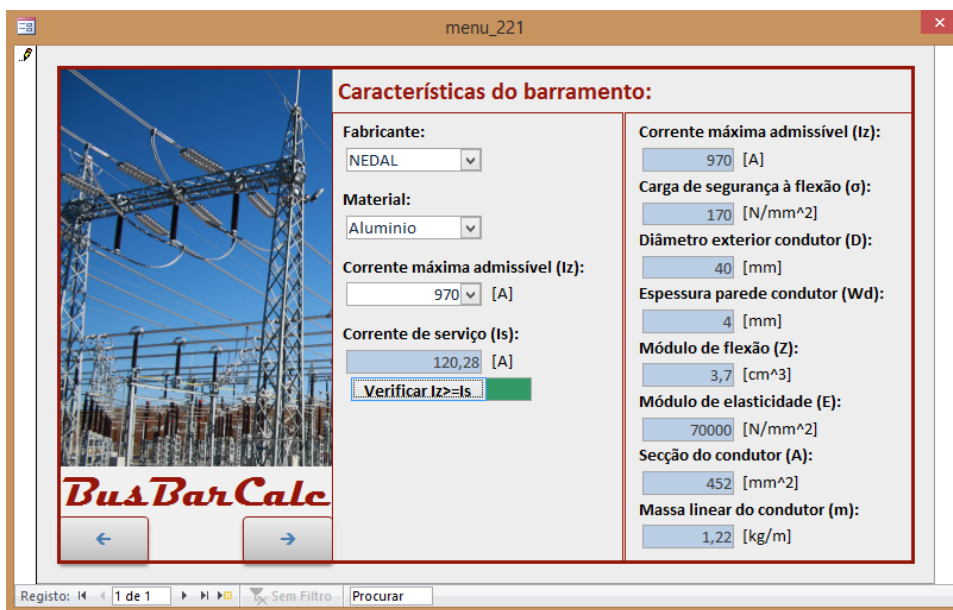 menu_221
Características do barramento:
Fabricante:
NEDAL
Material:
Aluminio
Corrente máxima admissível (Iz):
970 [A]
Corrente de serviço (Is):
120,28 [A]
Verificar Iz>=Is
Corrente máxima admissível (Iz):
970 [A]
Carga de segurança à flexão (σ):
170 [N/mm^2]
Diâmetro exterior condutor (D):
40 [mm]
Espessura parede condutor (Wd):
4 [mm]
Módulo de flexão (Z):
3,7 [cm^3]
Módulo de elasticidade (E):
70000 [N/mm^2]
Secção do condutor (A):
452 [mm^2]
Massa linear do condutor (m):
1,22 [kg/m]
BusBarCalc
Registo: 1 de 1 Sem Filtro Procurar